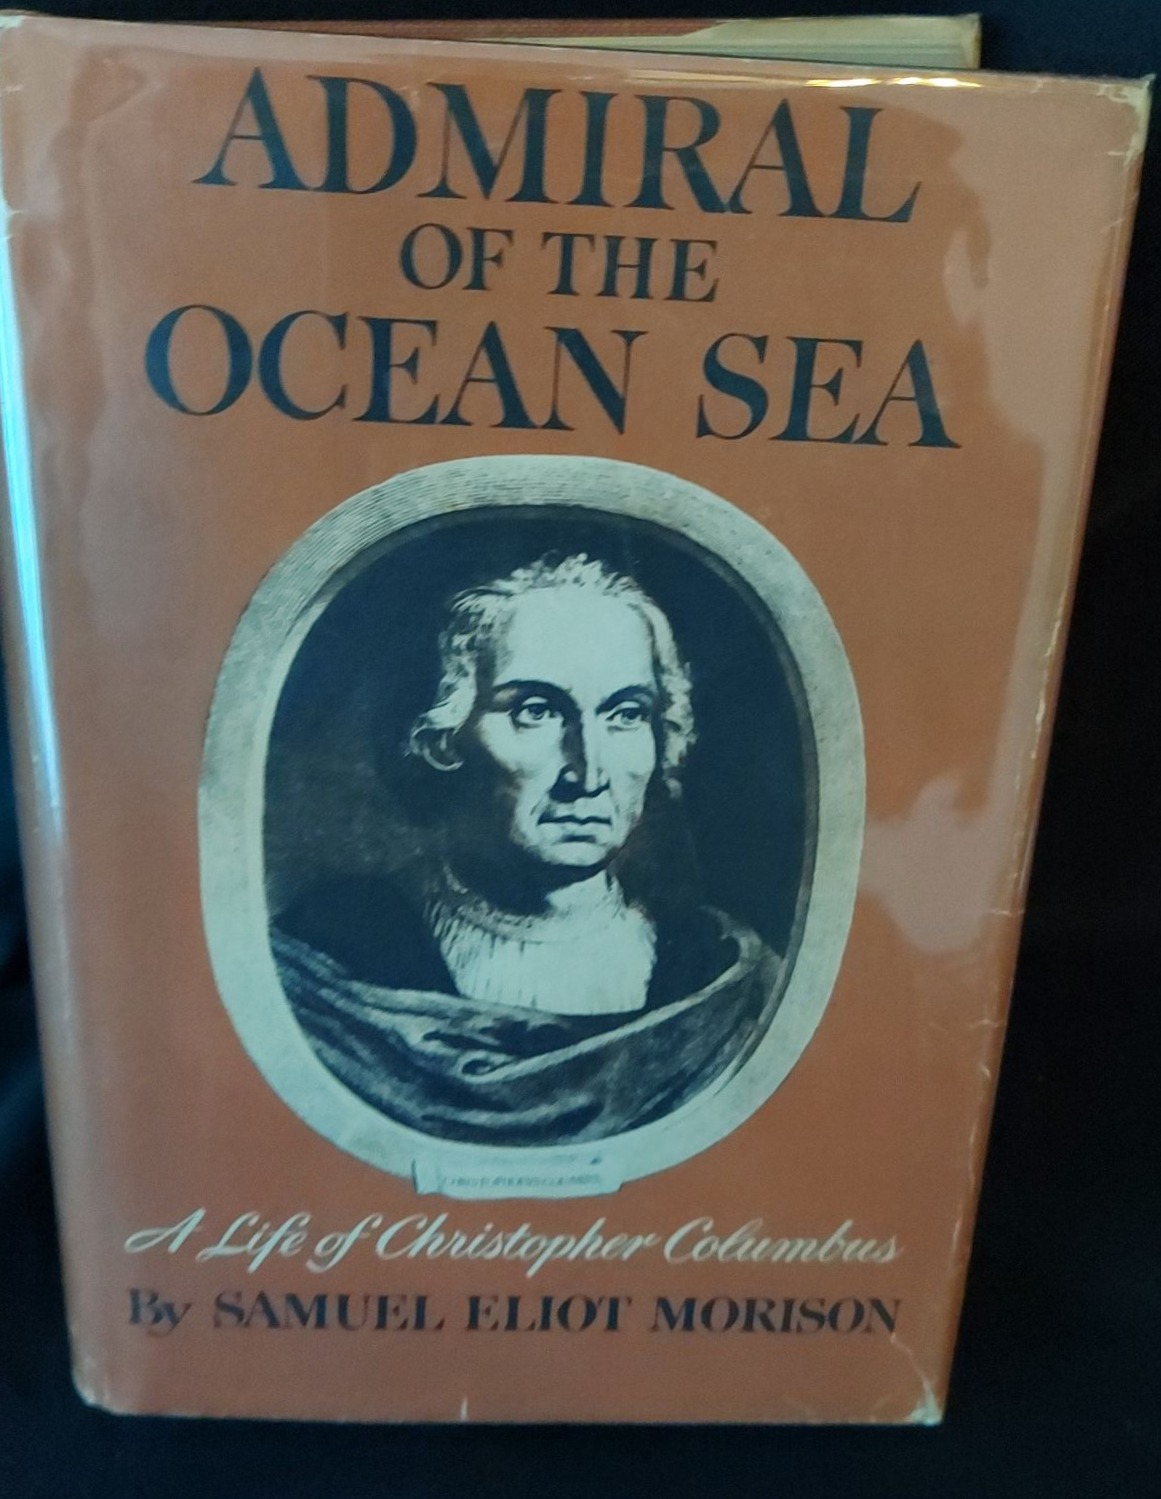 ADMIRAL
OF THE
OCEAN SEA
A Life of Christopher Columbus
By SAMUEL ELIOT MORISON